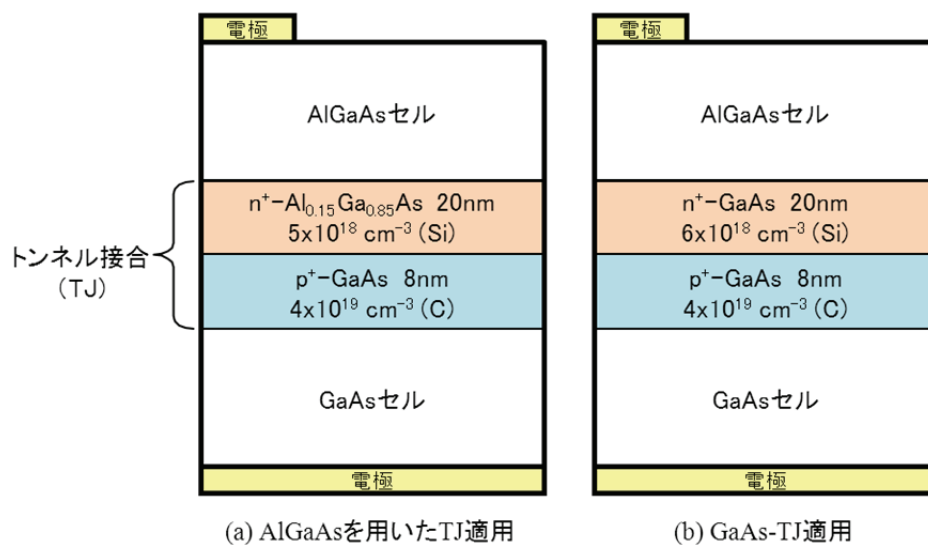 電極
AlGaAsセル
n⁺-Al₀.₁₅Ga₀.₈₅As 20nm
5x10¹⁸ cm⁻³ (Si)
トンネル接合
(TJ)
p⁺-GaAs 8nm
4x10¹⁹ cm⁻³ (C)
GaAsセル
電極
(a) AlGaAsを用いたTJ適用
電極
AlGaAsセル
n⁺-GaAs 20nm
6x10¹⁸ cm⁻³ (Si)
p⁺-GaAs 8nm
4x10¹⁹ cm⁻³ (C)
GaAsセル
電極
(b) GaAs-TJ適用